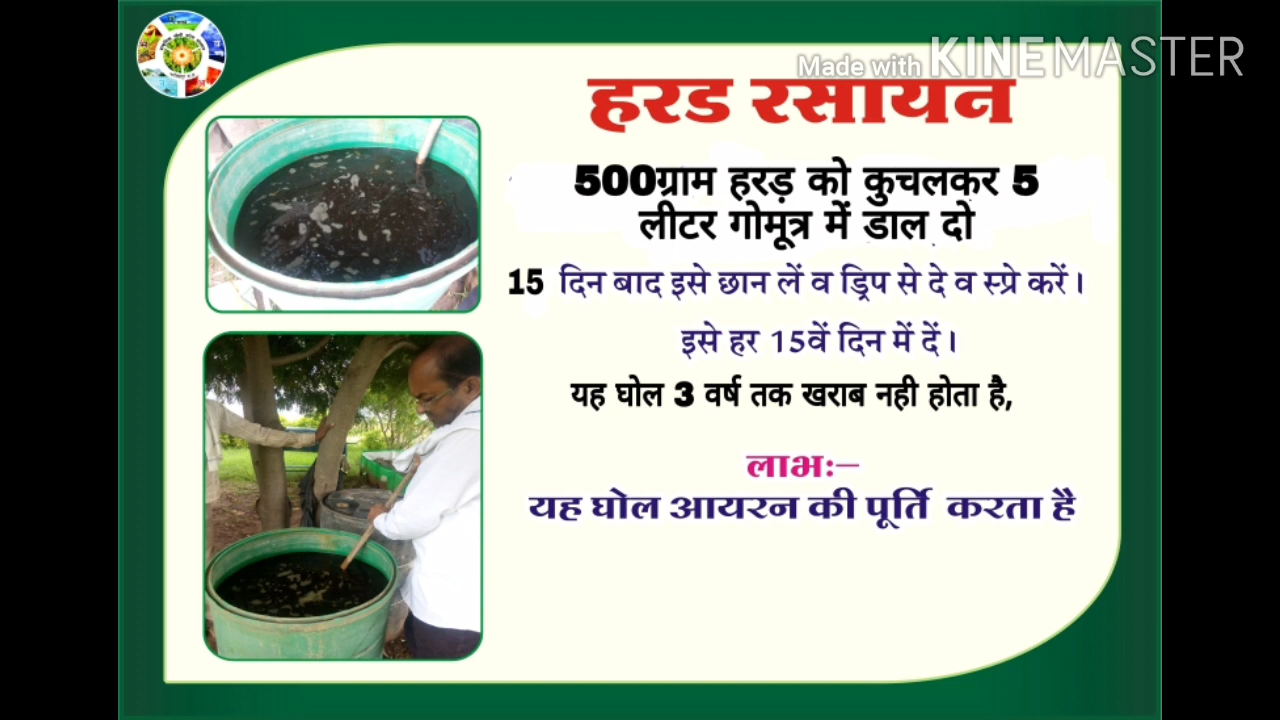 Made with KINEMASTER
हरड रसायन
500ग्राम हरड़ को कुचलकर 5
लीटर गोमूत्र में डाल दो
15 दिन बाद इसे छान लें व ड्रिप से दे व स्प्रे करें।
इसे हर 15वें दिन में दें।
यह घोल 3 वर्ष तक खराब नही होता है,
लाभः–
यह घोल आयरन की पूर्ति करता है